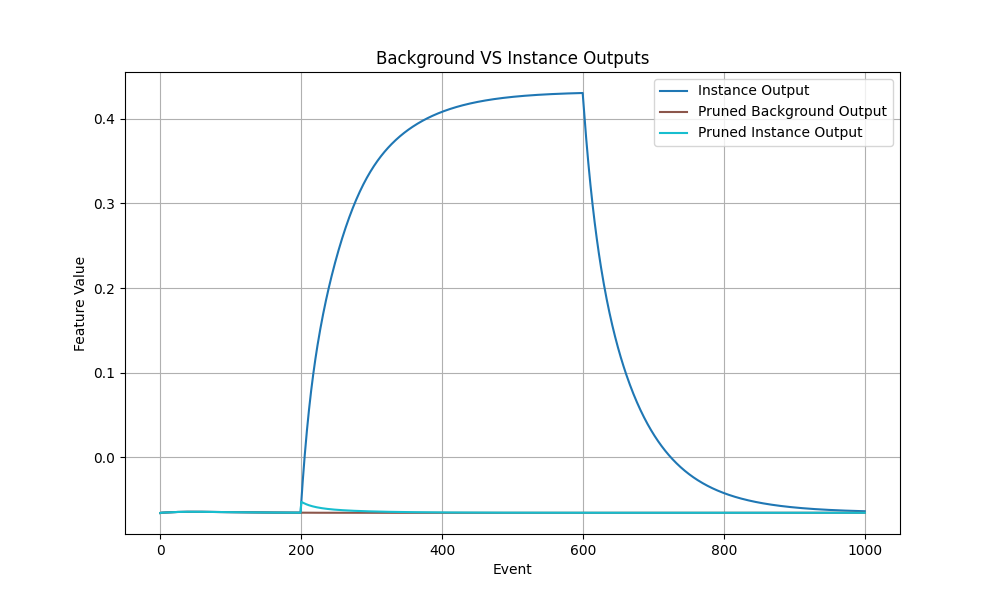 Background VS Instance Outputs
Instance Output
Pruned Background Output
Pruned Instance Output
Feature Value
0.4
0.3
0.2
0.1
0.0
0 200 400 600 800 1000
Event